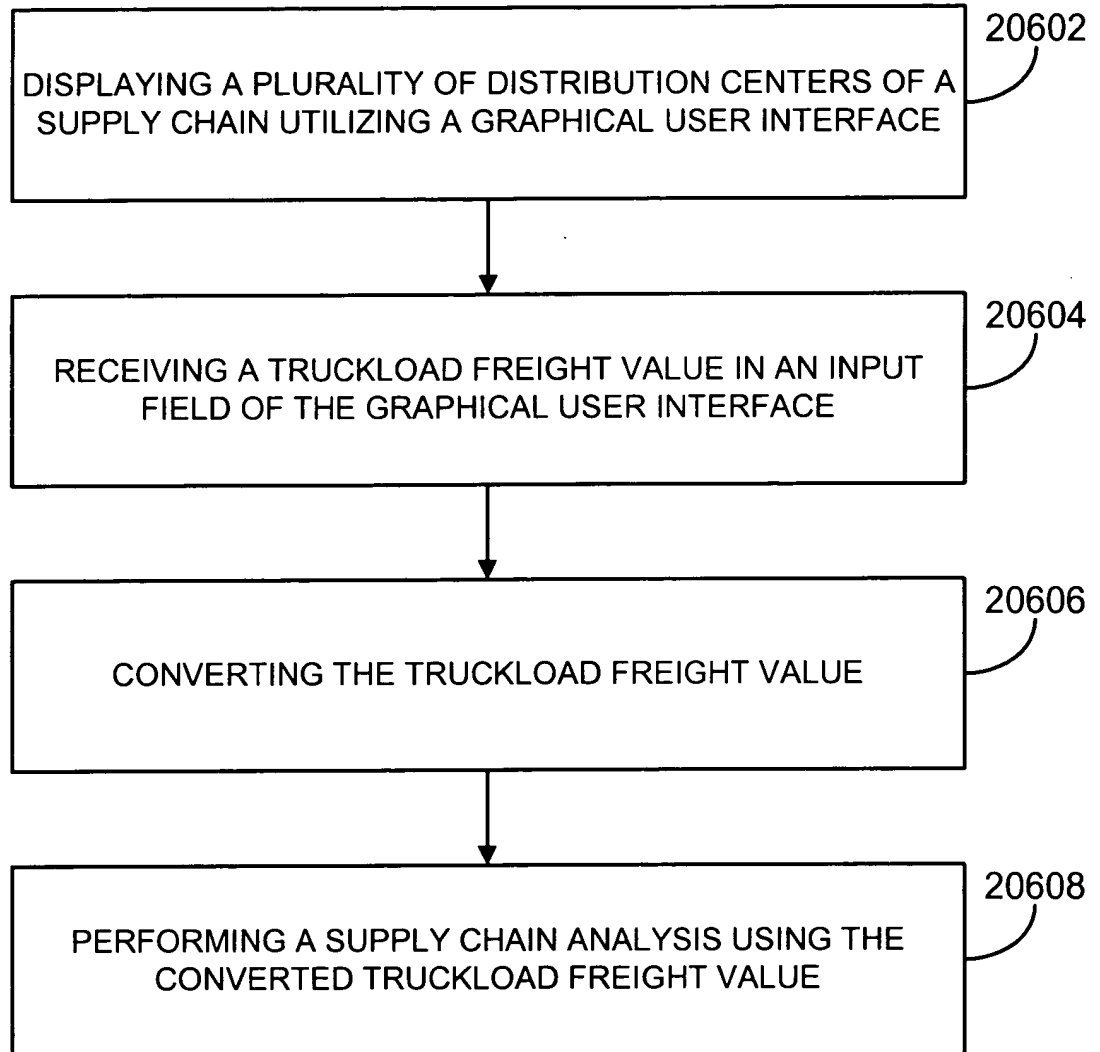 20602
DISPLAYING A PLURALITY OF DISTRIBUTION CENTERS OF A
SUPPLY CHAIN UTILIZING A GRAPHICAL USER INTERFACE
20604
RECEIVING A TRUCKLOAD FREIGHT VALUE IN AN INPUT
FIELD OF THE GRAPHICAL USER INTERFACE
20606
CONVERTING THE TRUCKLOAD FREIGHT VALUE
20608
PERFORMING A SUPPLY CHAIN ANALYSIS USING THE
CONVERTED TRUCKLOAD FREIGHT VALUE